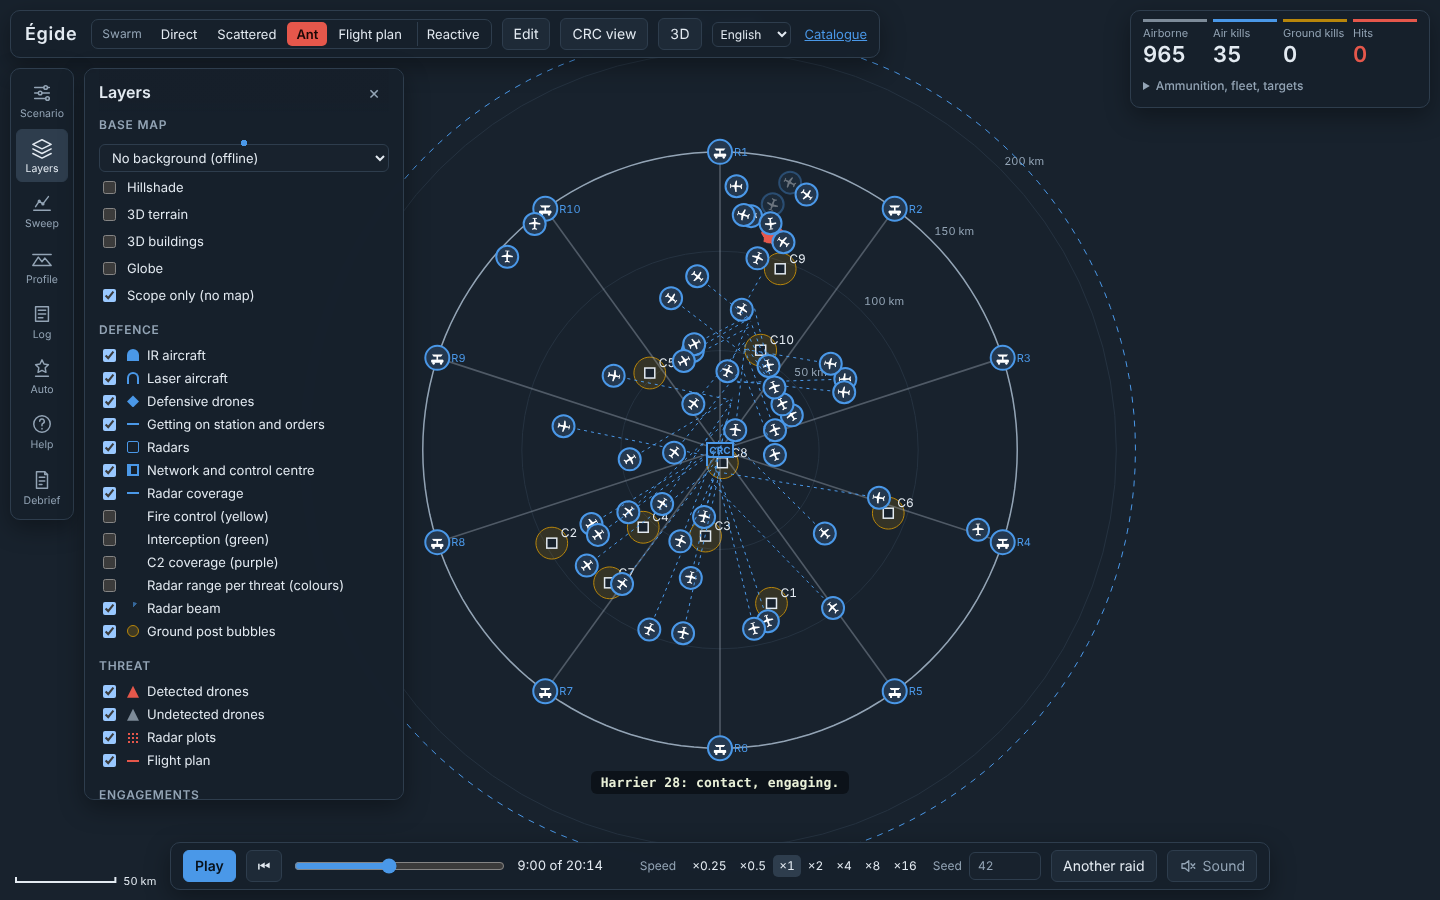 Égide
Swarm Direct Scattered Ant Flight plan Reactive
Edit
CRC view
3D
English
Catalogue
Airborne Air kills Ground kills Hits
965 35 0 0
Ammunition, fleet, targets
Scenario
Layers
Sweep
Profile
Log
Auto
Help
Debrief
Layers
BASE MAP
No background (offline)
Hillshade
3D terrain
3D buildings
Globe
Scope only (no map)
DEFENCE
IR aircraft
Laser aircraft
Defensive drones
Getting on station and orders
Radars
Network and control centre
Radar coverage
Fire control (yellow)
Interception (green)
C2 coverage (purple)
Radar range per threat (colours)
Radar beam
Ground post bubbles
THREAT
Detected drones
Undetected drones
Radar plots
Flight plan
ENGAGEMENTS
200 km
150 km
100 km
50 km
R1
R2
R3
R4
R5
R6
R7
R8
R9
R10
C9
C10
C5
CRC
C8
C6
C2
C4
C3
C7
C1
Harrier 28: contact, engaging.
50 km
Play
9:00 of 20:14
Speed ×0.25 ×0.5 ×1 ×2 ×4 ×8 ×16
Seed 42
Another raid
Sound